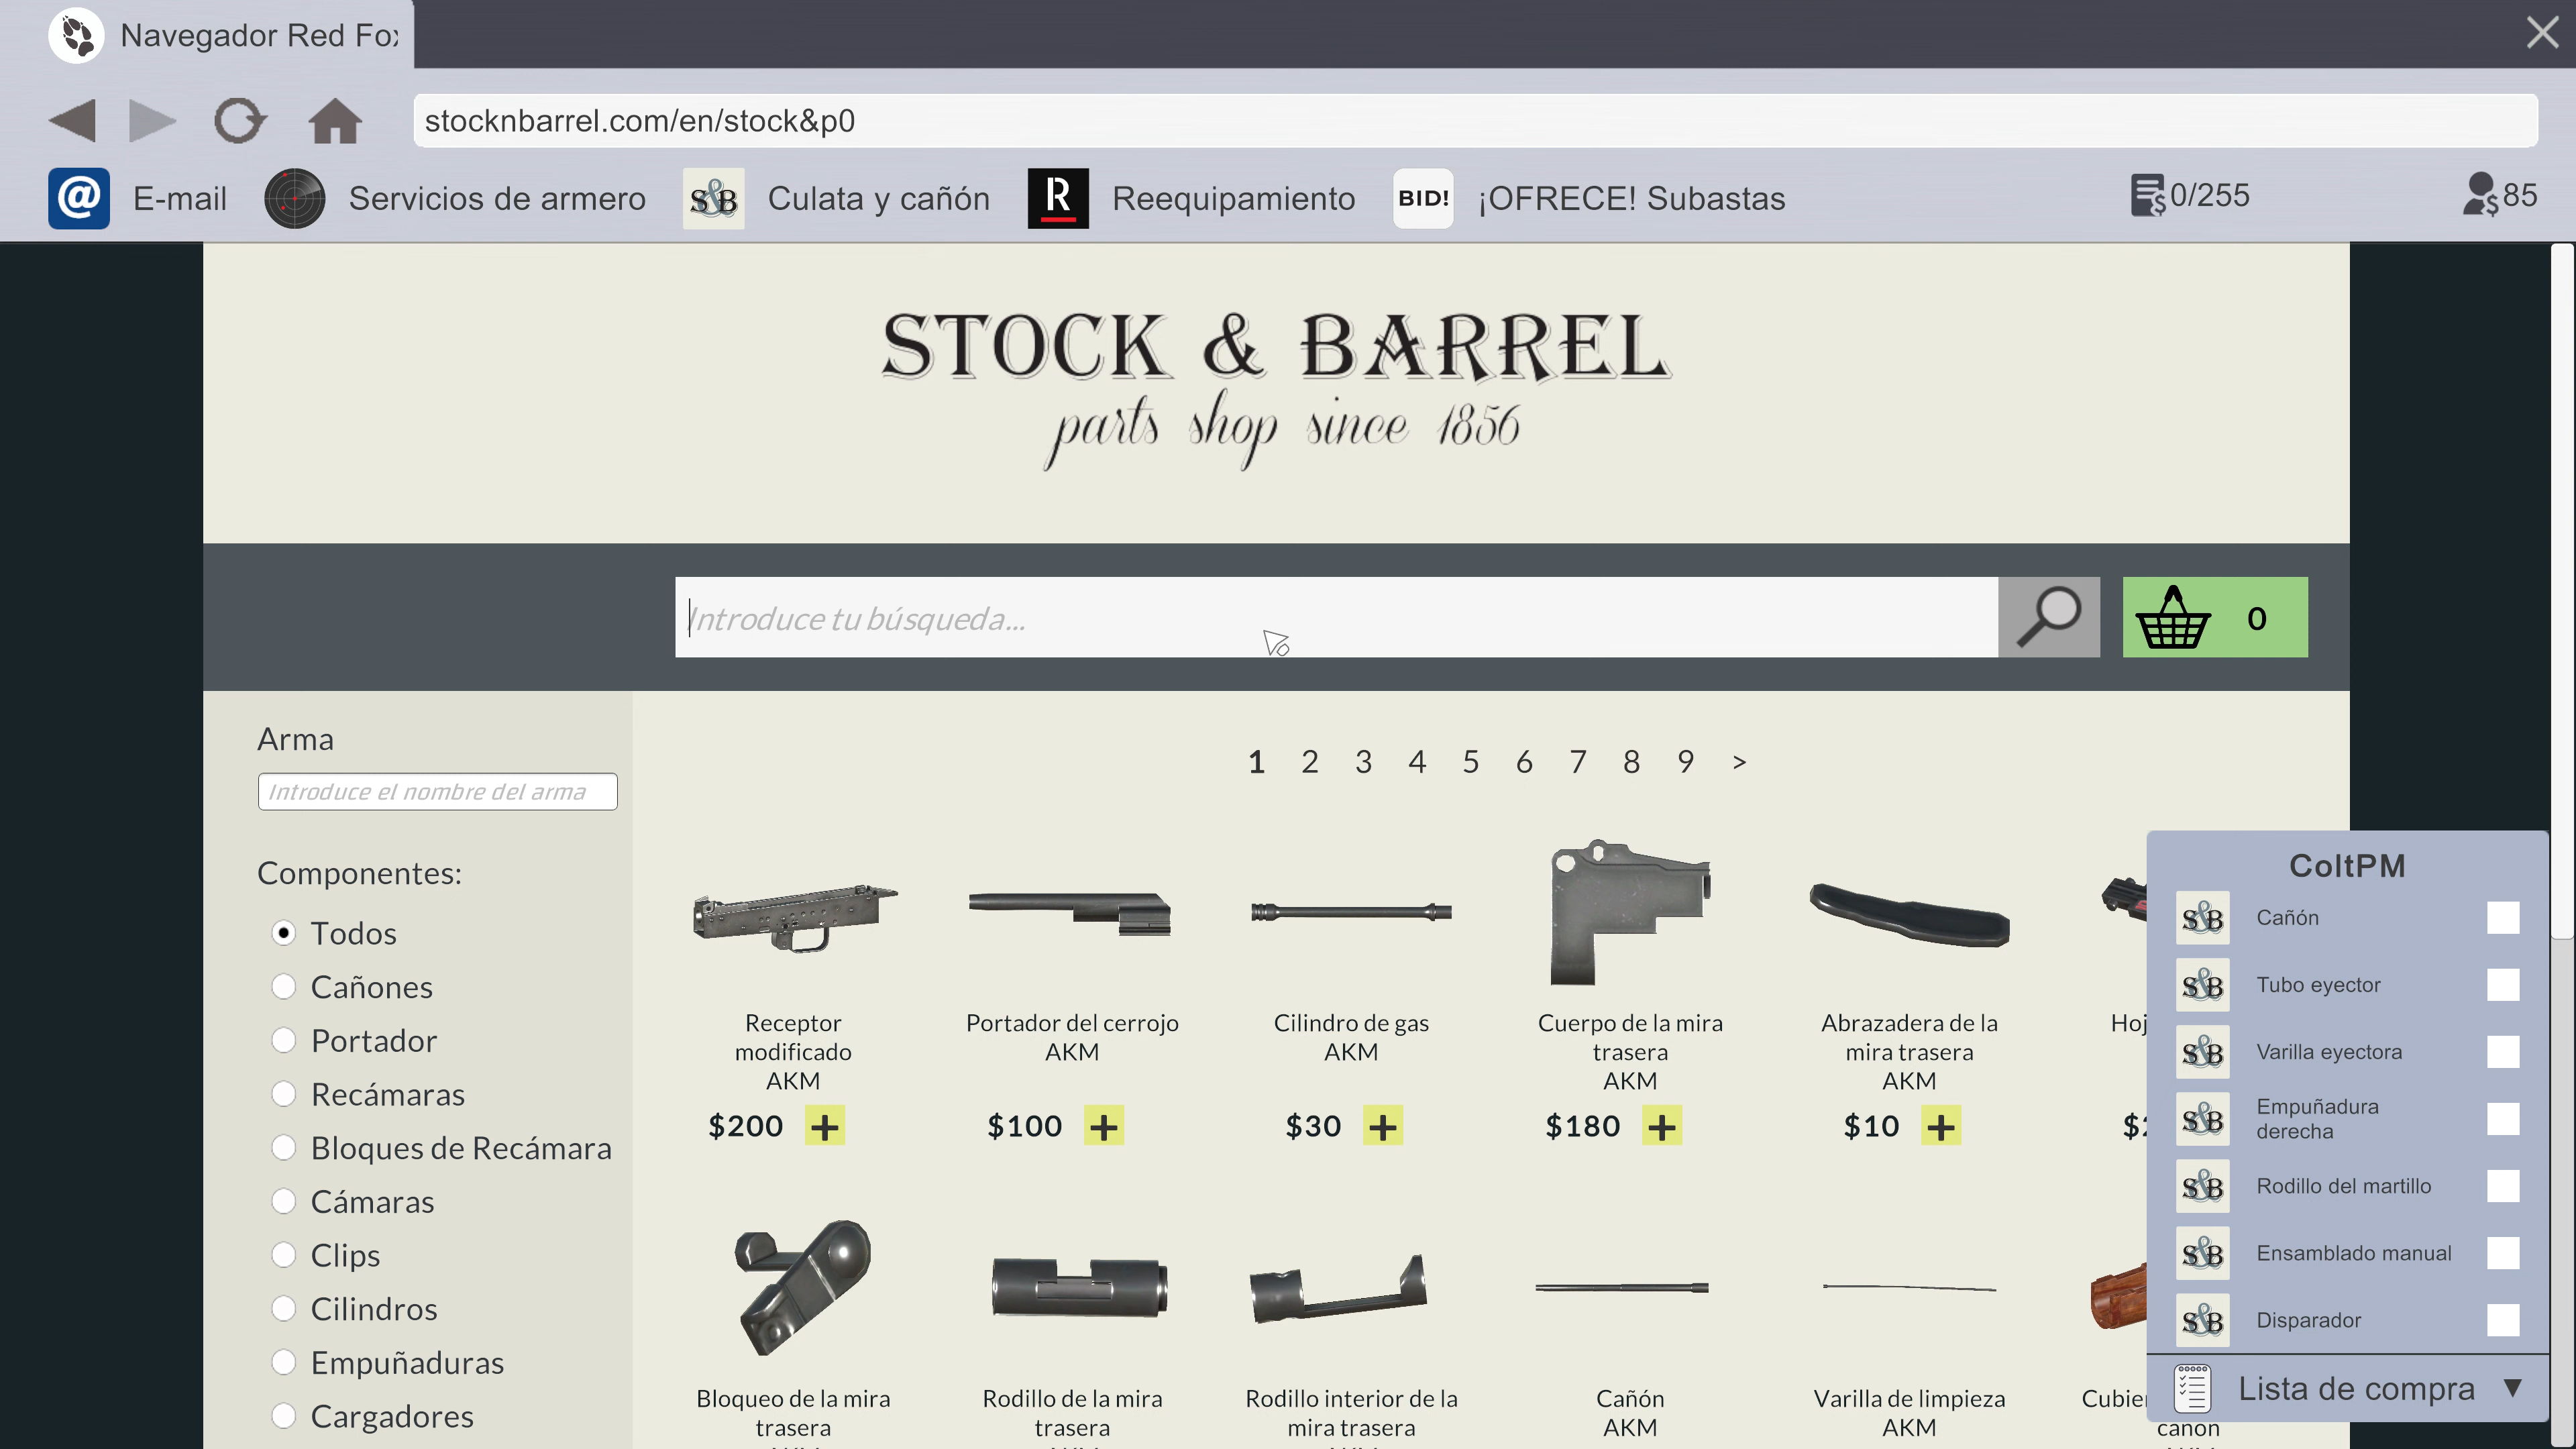 Navegador Red Fox
stocknbarrel.com/en/stock&p0
@ E-mail
Servicios de armero
S&B Culata y cañón
R Reequipamiento
BID! ¡OFRECE! Subastas
0/255
85
STOCK & BARREL
parts shop since 1856
Introduce tu búsqueda...
0
Arma
Introduce el nombre del arma
Componentes:
Todos
Cañones
Portador
Recámaras
Bloques de Recámara
Cámaras
Clips
Cilindros
Empuñaduras
Cargadores
1 2 3 4 5 6 7 8 9 >
Receptor
modificado
AKM
$200 +
Portador del cerrojo
AKM
$100 +
Cilindro de gas
AKM
$30 +
Cuerpo de la mira
trasera
AKM
$180 +
Abrazadera de la
mira trasera
AKM
$10 +
Hoj
Bloqueo de la mira
trasera
Rodillo de la mira
trasera
Rodillo interior de la
mira trasera
Cañón
AKM
Varilla de limpieza
AKM
Cubie
cañón
ColtPM
S&B Cañón
S&B Tubo eyector
S&B Varilla eyectora
S&B Empuñadura
derecha
S&B Rodillo del martillo
S&B Ensamblado manual
S&B Disparador
Lista de compra